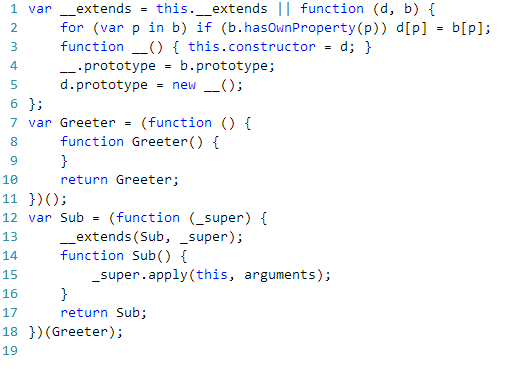 1 var __extends = this.__extends || function (d, b) {
2     for (var p in b) if (b.hasOwnProperty(p)) d[p] = b[p];
3     function __() { this.constructor = d; }
4     __.prototype = b.prototype;
5     d.prototype = new __();
6 };
7 var Greeter = (function () {
8     function Greeter() {
9     }
10     return Greeter;
11 })();
12 var Sub = (function (_super) {
13     __extends(Sub, _super);
14     function Sub() {
15         _super.apply(this, arguments);
16     }
17     return Sub;
18 })(Greeter);
19